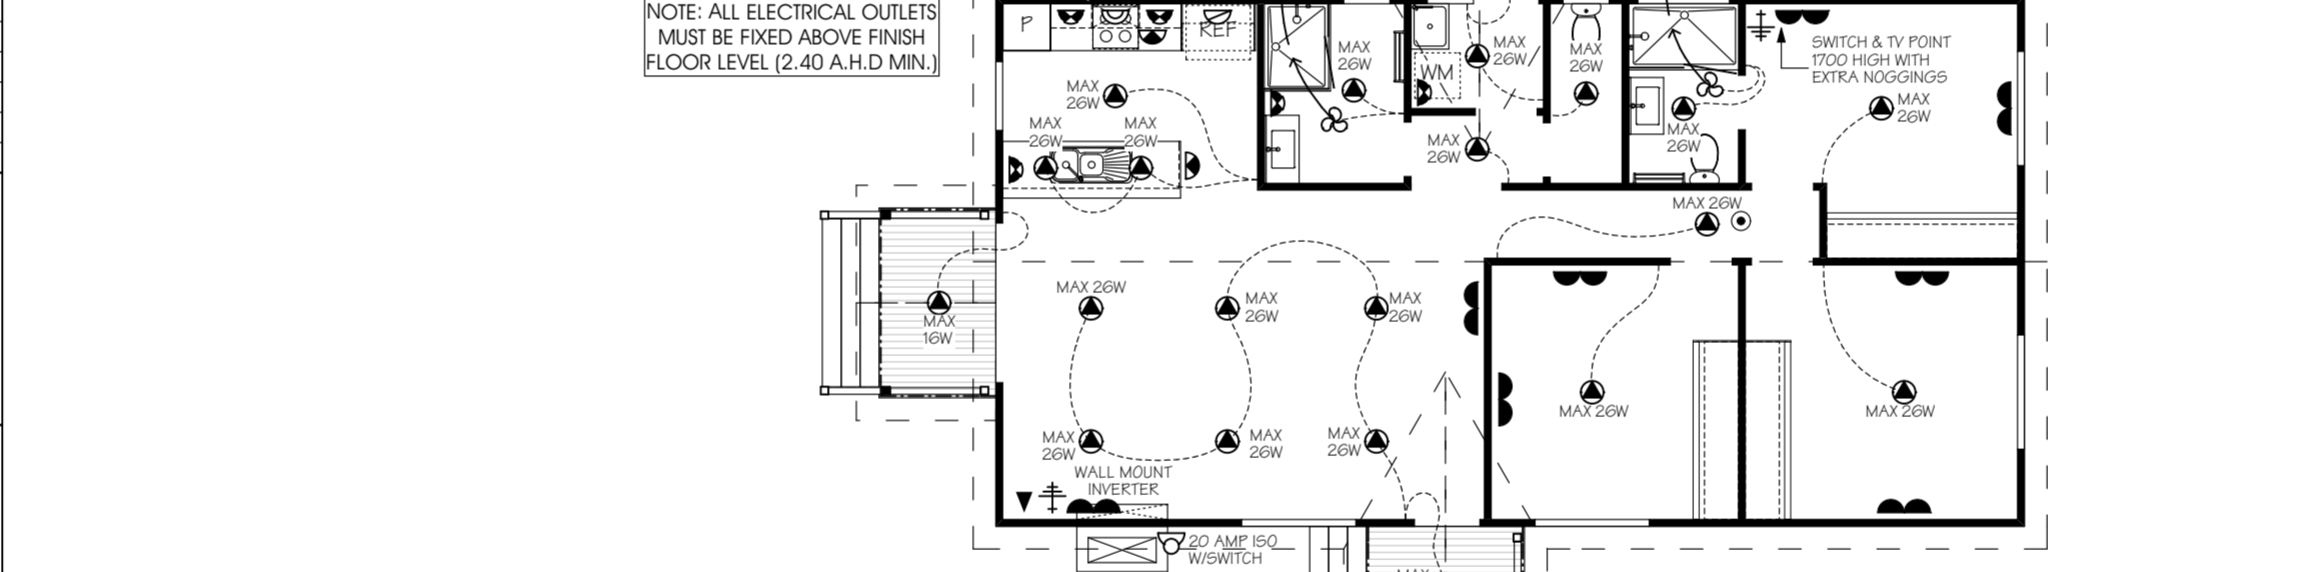 NOTE: ALL ELECTRICAL OUTLETS
MUST BE FIXED ABOVE FINISH
FLOOR LEVEL (2.40 A.H.D MIN.)
P
REF
MAX
26W
MAX
26W
MAX
26W
MAX
26W
WM
MAX
26W
MAX
26W
MAX
26W
MAX
26W
SWITCH & TV POINT
1700 HIGH WITH
EXTRA NOGGINGS
MAX
26W
MAX 26W
MAX
16W
MAX 26W
MAX
26W
MAX
26W
MAX
26W
MAX
26W
MAX
26W
MAX 26W
MAX 26W
WALL MOUNT
INVERTER
20 AMP ISO
W/SWITCH